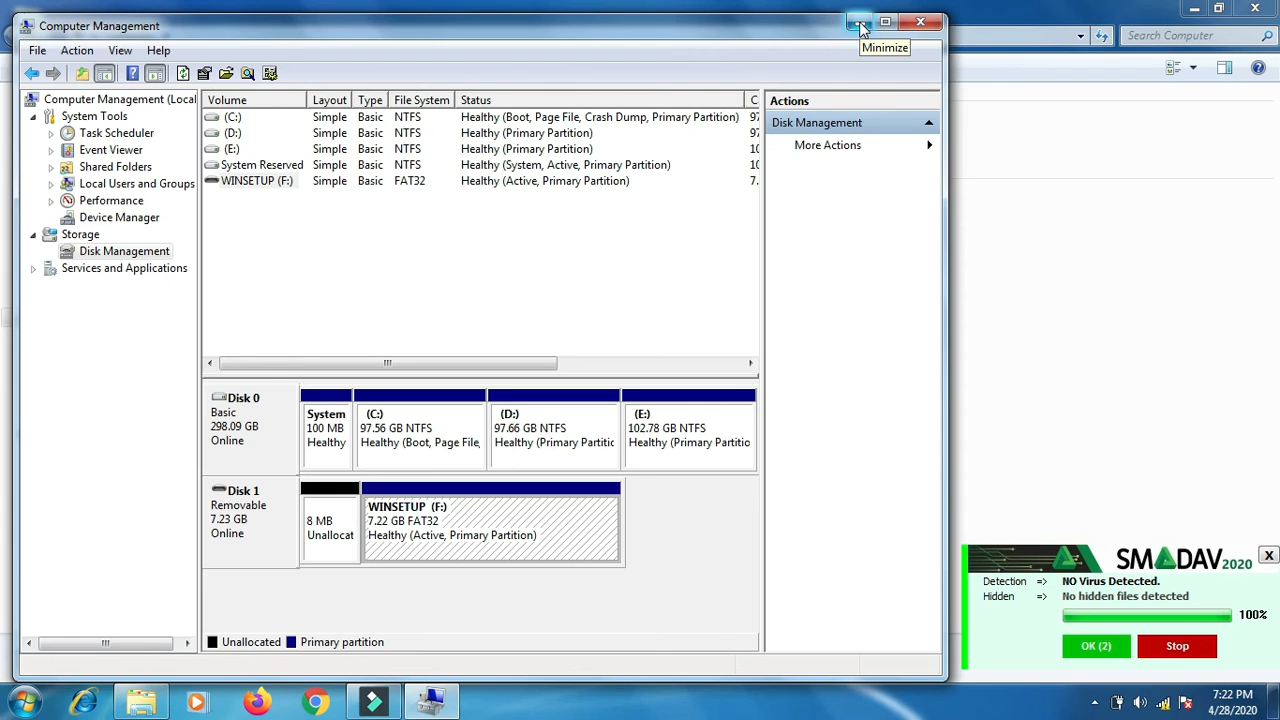 Computer Management
Minimize
Search Computer
File Action View Help
Computer Management (Local
System Tools
Task Scheduler
Event Viewer
Shared Folders
Local Users and Groups
Performance
Device Manager
Storage
Disk Management
Services and Applications
Volume Layout Type File System Status C
(C:) Simple Basic NTFS Healthy (Boot, Page File, Crash Dump, Primary Partition) 97
(D:) Simple Basic NTFS Healthy (Primary Partition) 97
(E:) Simple Basic NTFS Healthy (Primary Partition) 10
System Reserved Simple Basic NTFS Healthy (System, Active, Primary Partition) 10
WINSETUP (F:) Simple Basic FAT32 Healthy (Active, Primary Partition) 7.
Actions
Disk Management
More Actions
Disk 0
Basic
298.09 GB
Online
System
100 MB
Healthy
(C:)
97.56 GB NTFS
Healthy (Boot, Page File,
(D:)
97.66 GB NTFS
Healthy (Primary Partitic
(E:)
102.78 GB NTFS
Healthy (Primary Partitio
Disk 1
Removable
7.23 GB
Online
8 MB
Unallocat
WINSETUP (F:)
7.22 GB FAT32
Healthy (Active, Primary Partition)
Unallocated Primary partition
SMADAV 2020
X
Detection => NO Virus Detected.
Hidden => No hidden files detected
100%
OK (2) Stop
7:22 PM
4/28/2020